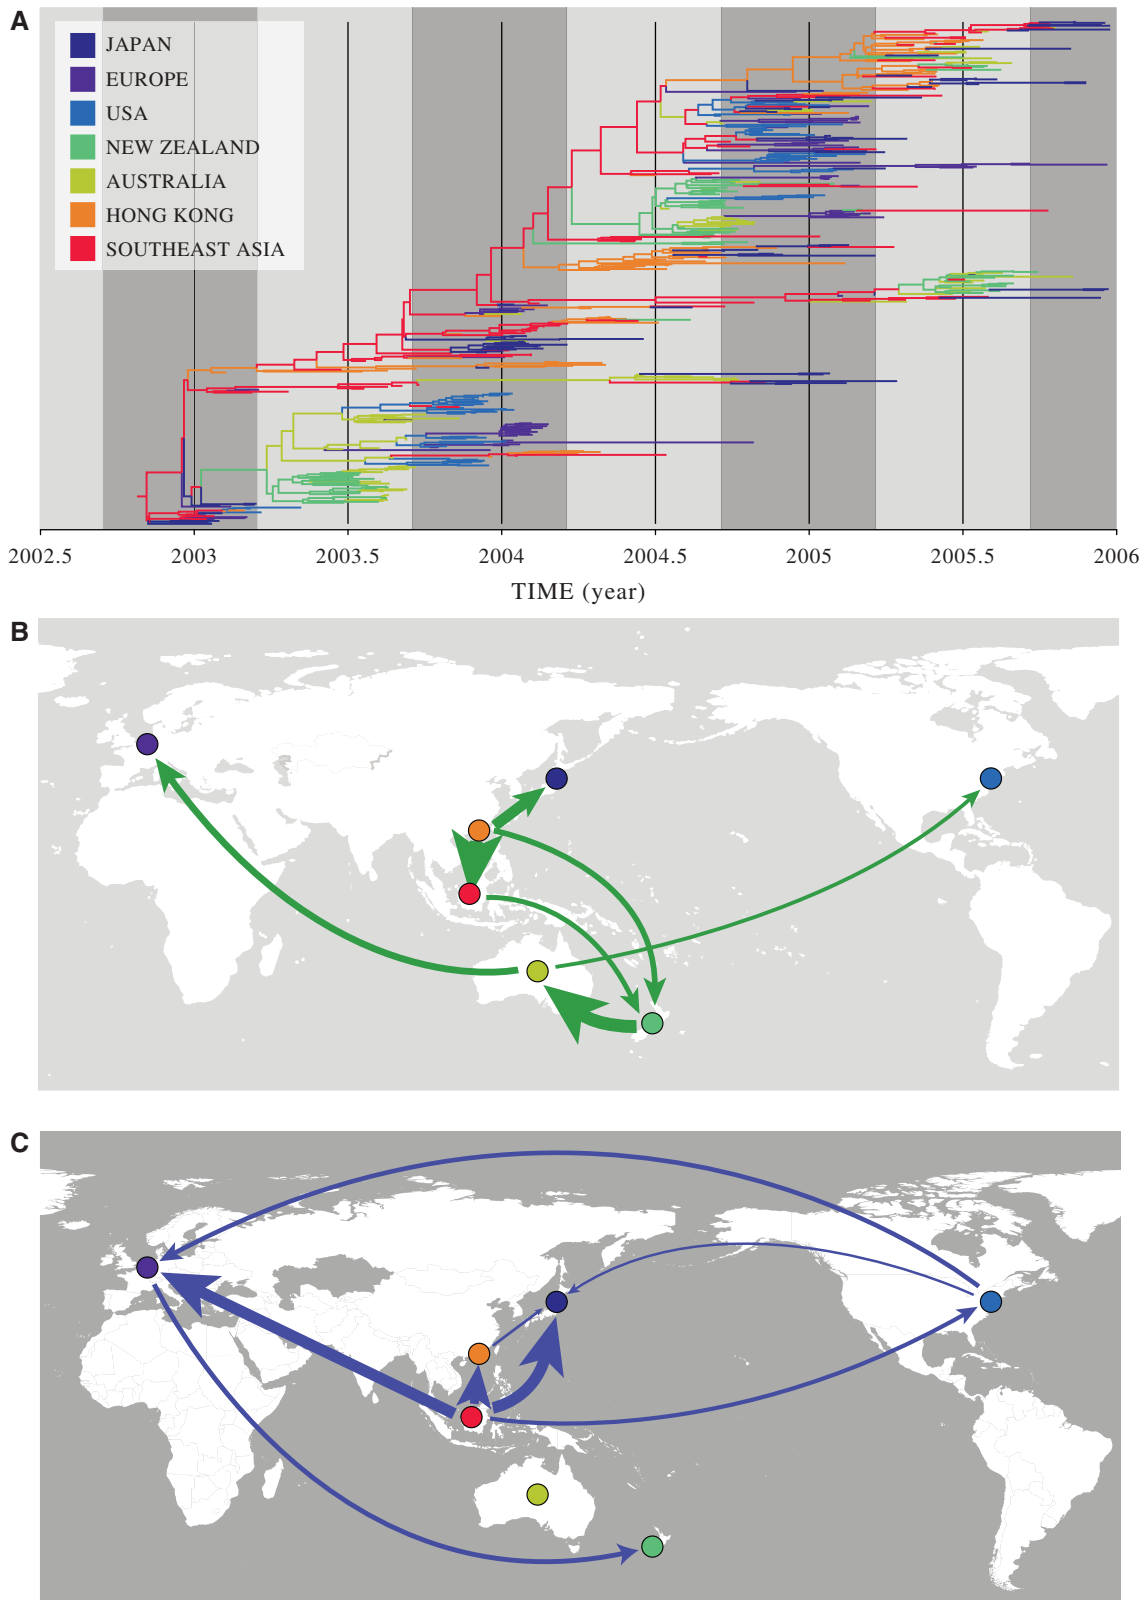 A
JAPAN
EUROPE
USA
NEW ZEALAND
AUSTRALIA
HONG KONG
SOUTHEAST ASIA
2002.5 2003 2003.5 2004 2004.5 2005 2005.5 2006
TIME (year)
B
C